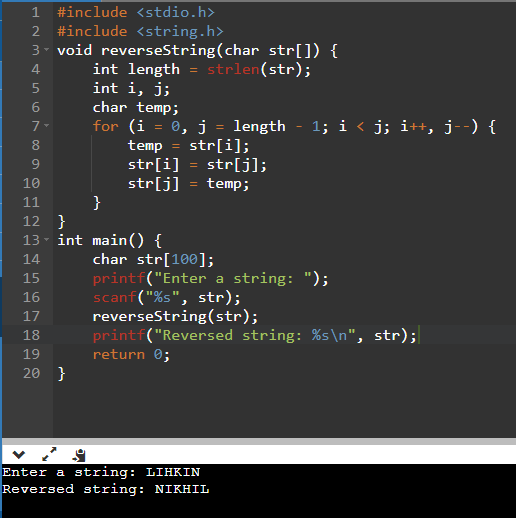 1 #include <stdio.h>
2 #include <string.h>
3 void reverseString(char str[]) {
4     int length = strlen(str);
5     int i, j;
6     char temp;
7     for (i = 0, j = length - 1; i < j; i++, j--) {
8         temp = str[i];
9         str[i] = str[j];
10         str[j] = temp;
11     }
12 }
13 int main() {
14     char str[100];
15     printf("Enter a string: ");
16     scanf("%s", str);
17     reverseString(str);
18     printf("Reversed string: %s\n", str);
19     return 0;
20 }
Enter a string: LIHKIN
Reversed string: NIKHIL